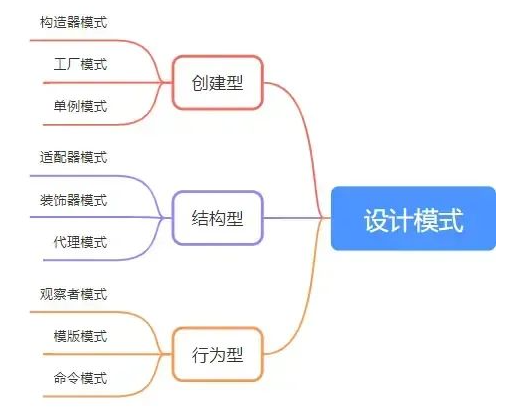 构造器模式
工厂模式
单例模式
创建型
适配器模式
装饰器模式
代理模式
结构型
设计模式
观察者模式
模版模式
命令模式
行为型